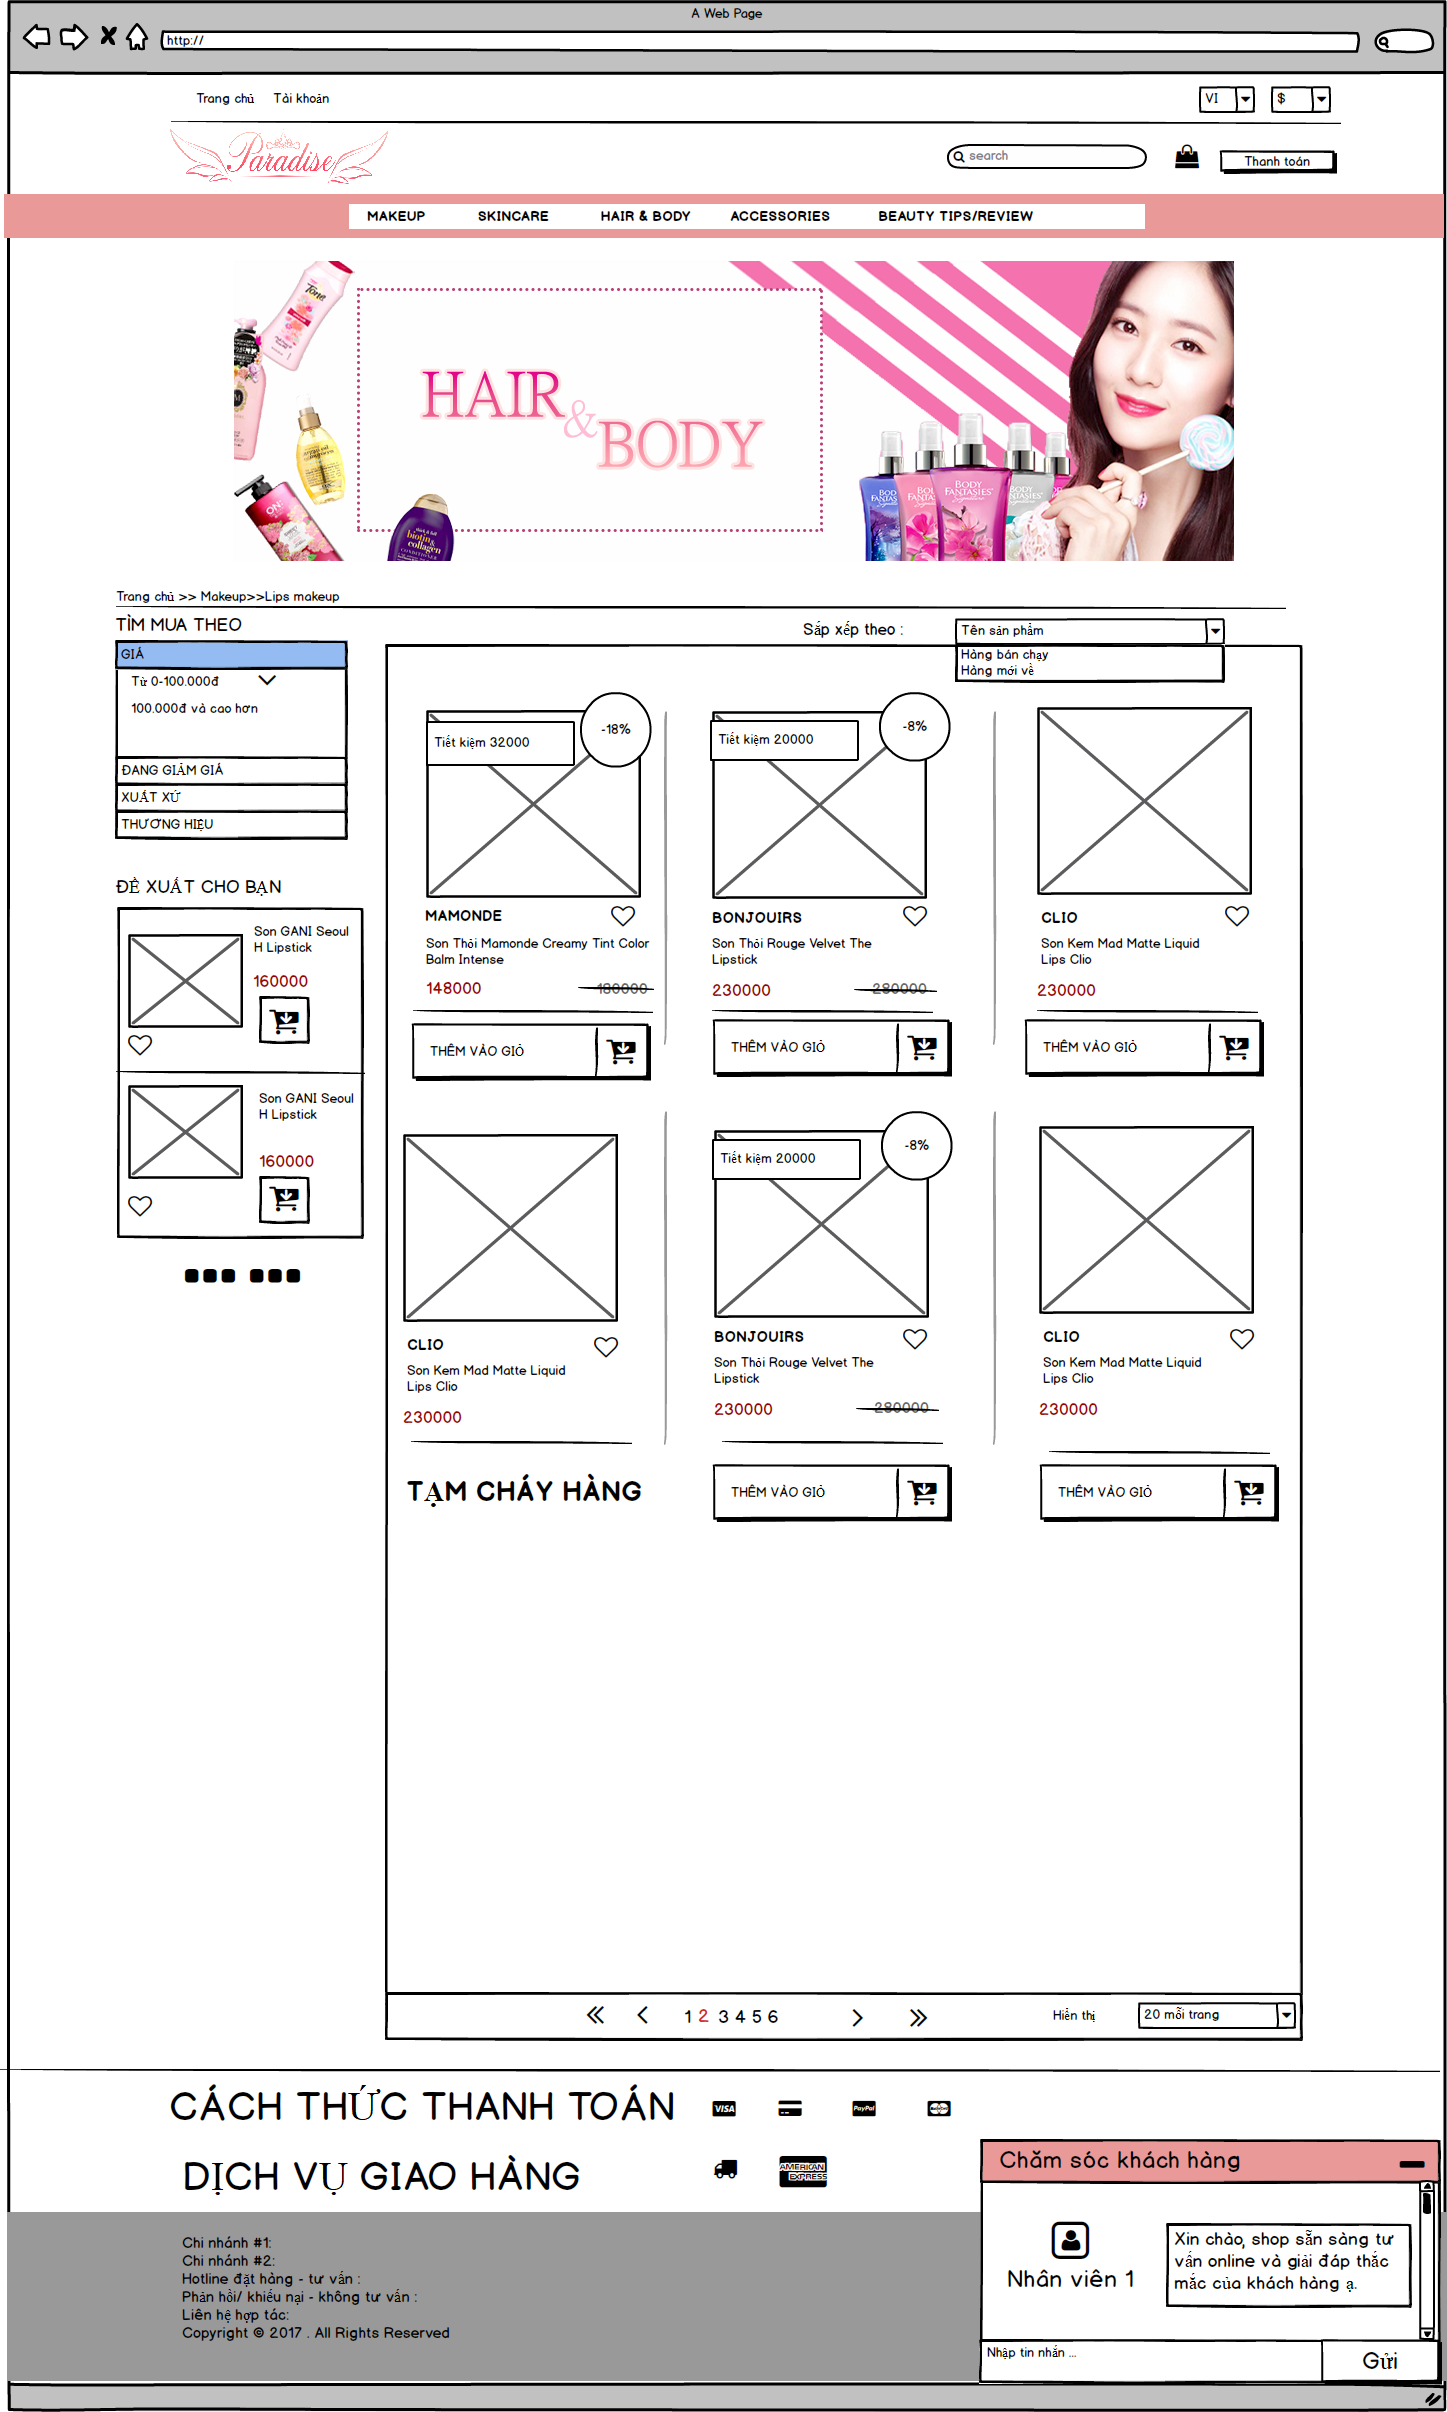 A Web Page
http://
Trang chủ Tài khoản
VI $
Paradise
search
Thanh toán
MAKEUP SKINCARE HAIR & BODY ACCESSORIES BEAUTY TIPS/REVIEW
Tone
HAIR
&
BODY
BODY FANTASIES Signature
biotin & collagen
CONDITIONER
Trang chủ >> Makeup>>Lips makeup
TÌM MUA THEO
Sắp xếp theo :
Tên sản phẩm
Hàng bán chạy
Hàng mới về
GIÁ
Từ 0-100.000đ
100.000đ và cao hơn
ĐANG GIẢM GIÁ
XUẤT XỨ
THƯƠNG HIỆU
ĐỀ XUẤT CHO BẠN
Son GANI Seoul
H Lipstick
160000
Son GANI Seoul
H Lipstick
160000
Tiết kiệm 32000
-18%
MAMONDE
Son Thỏi Mamonde Creamy Tint Color
Balm Intense
148000 180000
THÊM VÀO GIỎ
Tiết kiệm 20000
-8%
BONJOUIRS
Son Thỏi Rouge Velvet The
Lipstick
230000 280000
THÊM VÀO GIỎ
CLIO
Son Kem Mad Matte Liquid
Lips Clio
230000
THÊM VÀO GIỎ
CLIO
Son Kem Mad Matte Liquid
Lips Clio
230000
TẠM CHÁY HÀNG
Tiết kiệm 20000
-8%
BONJOUIRS
Son Thỏi Rouge Velvet The
Lipstick
230000 280000
THÊM VÀO GIỎ
CLIO
Son Kem Mad Matte Liquid
Lips Clio
230000
THÊM VÀO GIỎ
1 2 3 4 5 6
Hiển thị
20 mỗi trang
CÁCH THỨC THANH TOÁN
VISA
PayPal
DỊCH VỤ GIAO HÀNG
AMERICAN
EXPRESS
Chi nhánh #1:
Chi nhánh #2:
Hotline đặt hàng - tư vấn :
Phản hồi/ khiếu nại - không tư vấn :
Liên hệ hợp tác:
Copyright © 2017 . All Rights Reserved
Chăm sóc khách hàng
Nhân viên 1
Xin chào, shop sẵn sàng tư
vấn online và giải đáp thắc
mắc của khách hàng ạ.
Nhập tin nhắn ...
Gửi